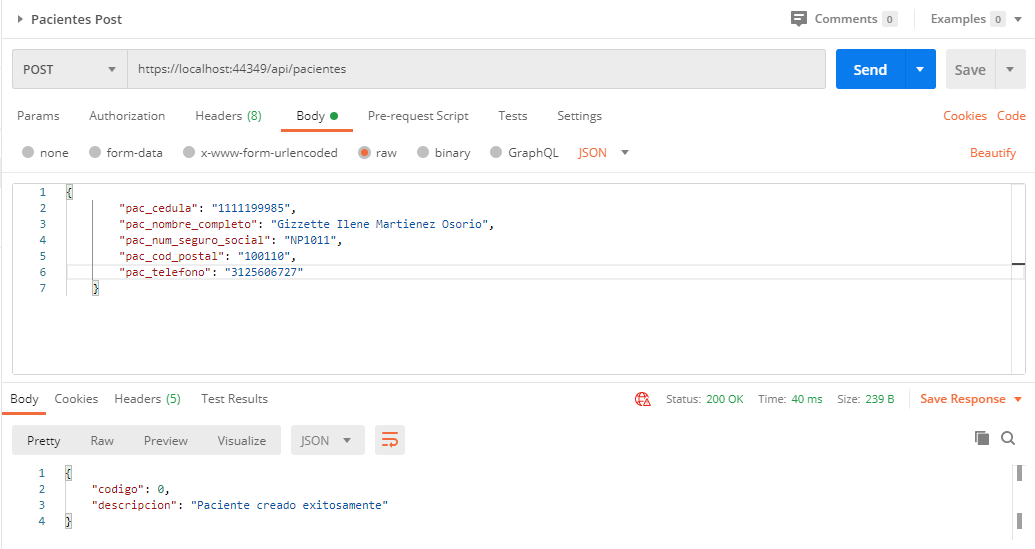 Pacientes Post Comments 0 Examples 0
POST https://localhost:44349/api/pacientes Send Save
Params Authorization Headers (8) Body Pre-request Script Tests Settings Cookies Code
none form-data x-www-form-urlencoded raw binary GraphQL JSON Beautify
1 {
2 "pac_cedula": "1111199985",
3 "pac_nombre_completo": "Gizzette Ilene Martienez Osorio",
4 "pac_num_seguro_social": "NP1011",
5 "pac_cod_postal": "100110",
6 "pac_telefono": "3125606727"
7 }
Body Cookies Headers (5) Test Results Status: 200 OK Time: 40 ms Size: 239 B Save Response
Pretty Raw Preview Visualize JSON
1 {
2 "codigo": 0,
3 "descripcion": "Paciente creado exitosamente"
4 }